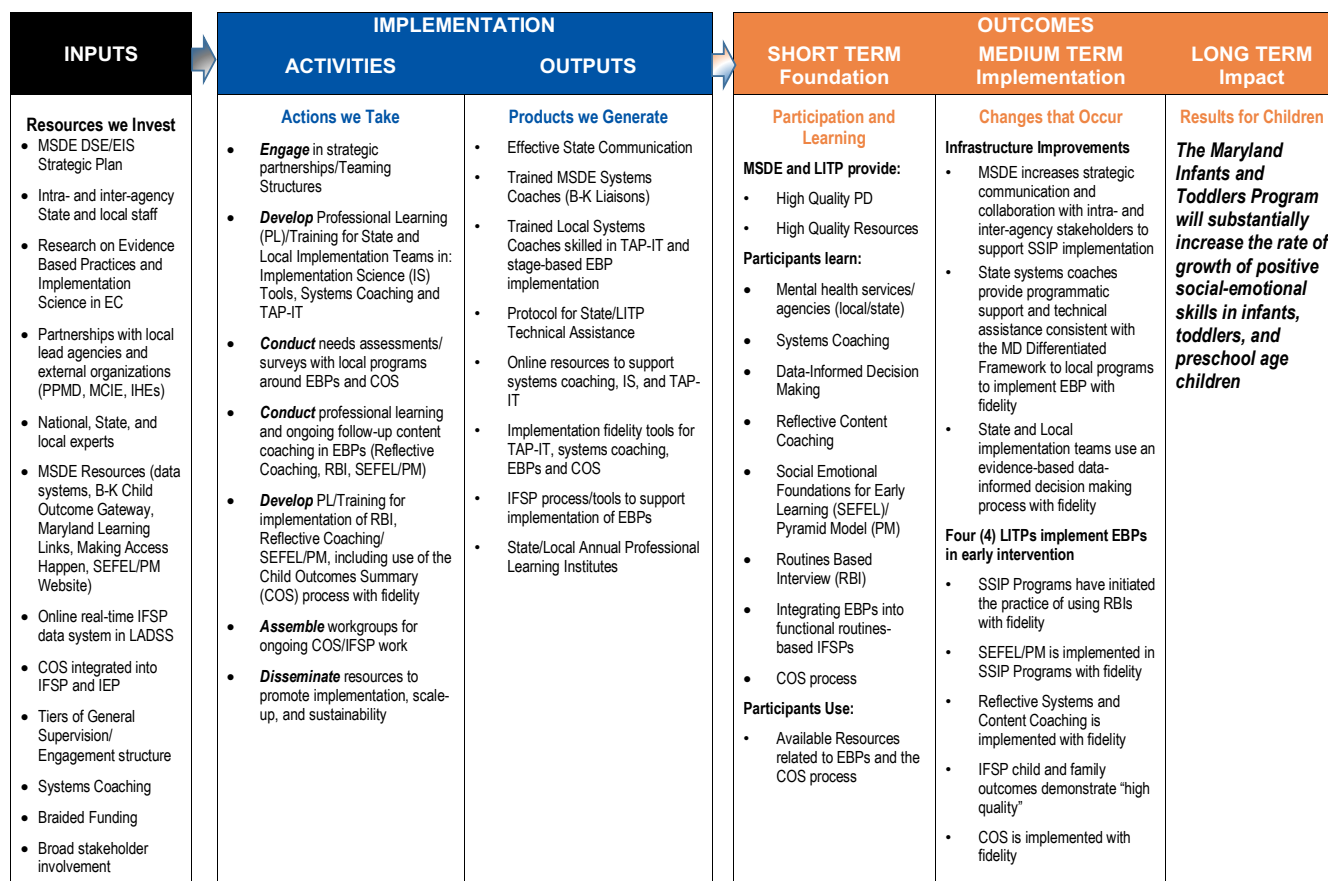 INPUTS
Resources we Invest
• MSDE DSE/EIS
Strategic Plan
• Intra- and inter-agency
State and local staff
• Research on Evidence
Based Practices and
Implementation
Science in EC
• Partnerships with local
lead agencies and
external organizations
(PPMD, MCIE, IHEs)
• National, State, and
local experts
• MSDE Resources (data
systems, B-K Child
Outcome Gateway,
Maryland Learning
Links, Making Access
Happen, SEFEL/PM
Website)
• Online real-time IFSP
data system in LADSS
• COS integrated into
IFSP and IEP
• Tiers of General
Supervision/
Engagement structure
• Systems Coaching
• Braided Funding
• Broad stakeholder
involvement
IMPLEMENTATION
ACTIVITIES
Actions we Take
• Engage in strategic
partnerships/Teaming
Structures
• Develop Professional Learning
(PL)/Training for State and
Local Implementation Teams in:
Implementation Science (IS)
Tools, Systems Coaching and
TAP-IT
• Conduct needs assessments/
surveys with local programs
around EBPs and COS
• Conduct professional learning
and ongoing follow-up content
coaching in EBPs (Reflective
Coaching, RBI, SEFEL/PM)
• Develop PL/Training for
implementation of RBI,
Reflective Coaching/
SEFEL/PM, including use of the
Child Outcomes Summary
(COS) process with fidelity
• Assemble workgroups for
ongoing COS/IFSP work
• Disseminate resources to
promote implementation, scale-
up, and sustainability
OUTPUTS
Products we Generate
• Effective State Communication
• Trained MSDE Systems
Coaches (B-K Liaisons)
• Trained Local Systems
Coaches skilled in TAP-IT and
stage-based EBP
implementation
• Protocol for State/LITP
Technical Assistance
• Online resources to support
systems coaching, IS, and TAP-
IT
• Implementation fidelity tools for
TAP-IT, systems coaching,
EBPs and COS
• IFSP process/tools to support
implementation of EBPs
• State/Local Annual Professional
Learning Institutes
OUTCOMES
SHORT TERM
Foundation
Participation and
Learning
MSDE and LITP provide:
• High Quality PD
• High Quality Resources
Participants learn:
• Mental health services/
agencies (local/state)
• Systems Coaching
• Data-Informed Decision
Making
• Reflective Content
Coaching
• Social Emotional
Foundations for Early
Learning (SEFEL)/
Pyramid Model (PM)
• Routines Based
Interview (RBI)
• Integrating EBPs into
functional routines-
based IFSPs
• COS process
Participants Use:
• Available Resources
related to EBPs and the
COS process
MEDIUM TERM
Implementation
Changes that Occur
Infrastructure Improvements
• MSDE increases strategic
communication and
collaboration with intra- and
inter-agency stakeholders to
support SSIP implementation
• State systems coaches
provide programmatic
support and technical
assistance consistent with
the MD Differentiated
Framework to local programs
to implement EBP with
fidelity
• State and Local
implementation teams use an
evidence-based data-
informed decision making
process with fidelity
Four (4) LITPs implement EBPs
in early intervention
• SSIP Programs have initiated
the practice of using RBIs
with fidelity
• SEFEL/PM is implemented in
SSIP Programs with fidelity
• Reflective Systems and
Content Coaching is
implemented with fidelity
• IFSP child and family
outcomes demonstrate “high
quality”
• COS is implemented with
fidelity
LONG TERM
Impact
Results for Children
The Maryland
Infants and
Toddlers Program
will substantially
increase the rate of
growth of positive
social-emotional
skills in infants,
toddlers, and
preschool age
children